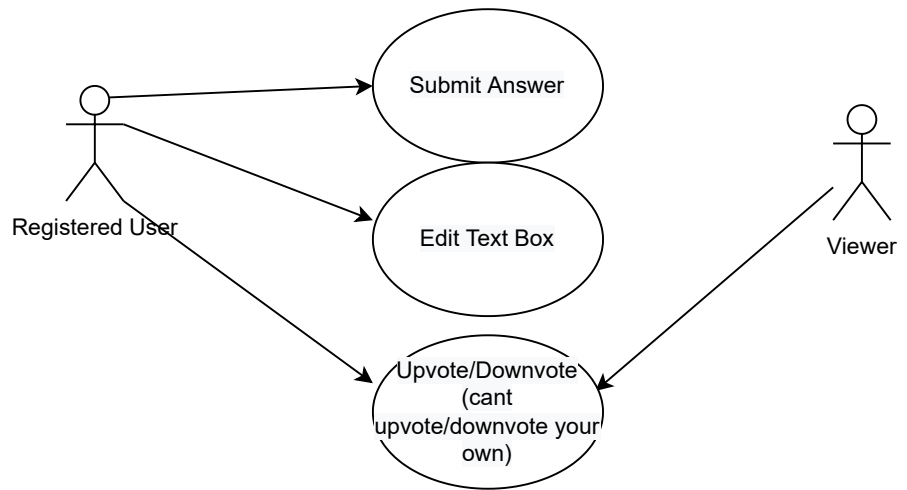 Submit Answer
Registered User
Edit Text Box
Viewer
Upvote/Downvote
(cant
upvote/downvote your
own)